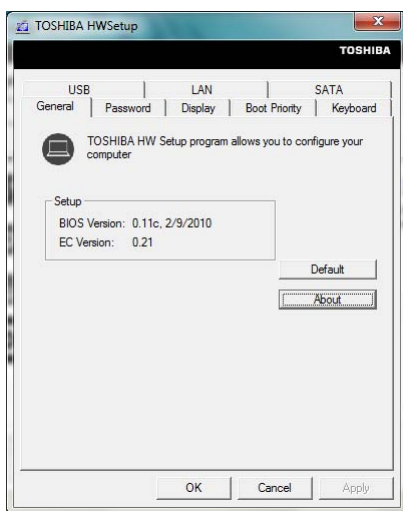 TOSHIBA HWSetup
TOSHIBA
USB LAN SATA
General Password Display Boot Priority Keyboard
TOSHIBA HW Setup program allows you to configure your
computer
Setup
BIOS Version: 0.11c, 2/9/2010
EC Version: 0.21
Default
About
OK Cancel Apply